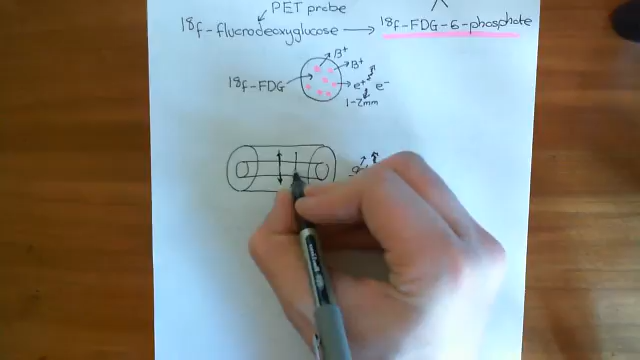 PET probe
18f-flurodeoxyglucose → 18f-FDG-6-phosphate
β+
18f-FDG
β+
e+ e-
1-2mm